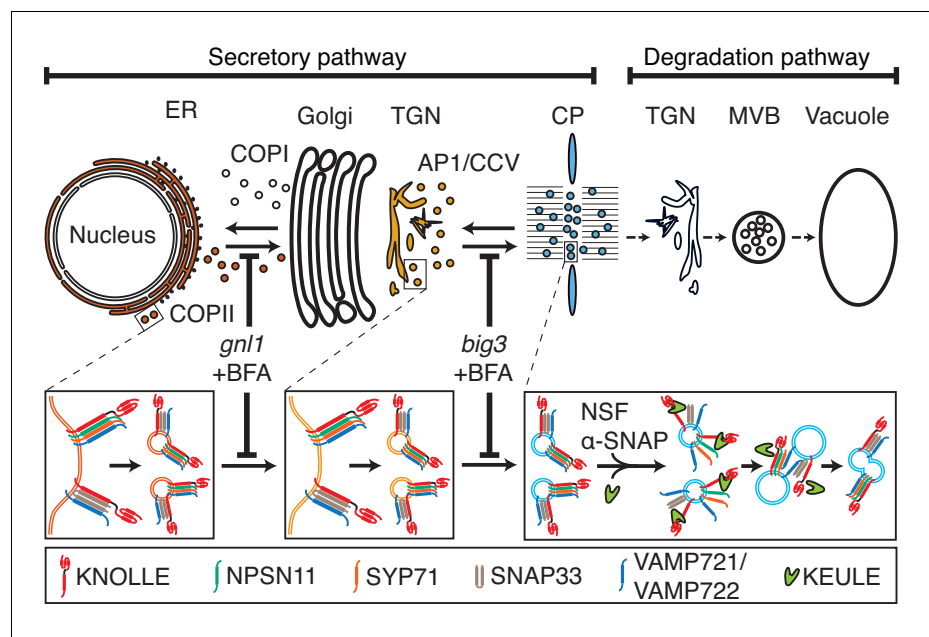 Secretory pathway
Degradation pathway
ER
Golgi
TGN
CP
TGN
MVB
Vacuole
COPI
AP1/CCV
Nucleus
COPII
gnl1
+BFA
big3
+BFA
NSF
α-SNAP
KNOLLE
NPSN11
SYP71
SNAP33
VAMP721/
VAMP722
KEULE